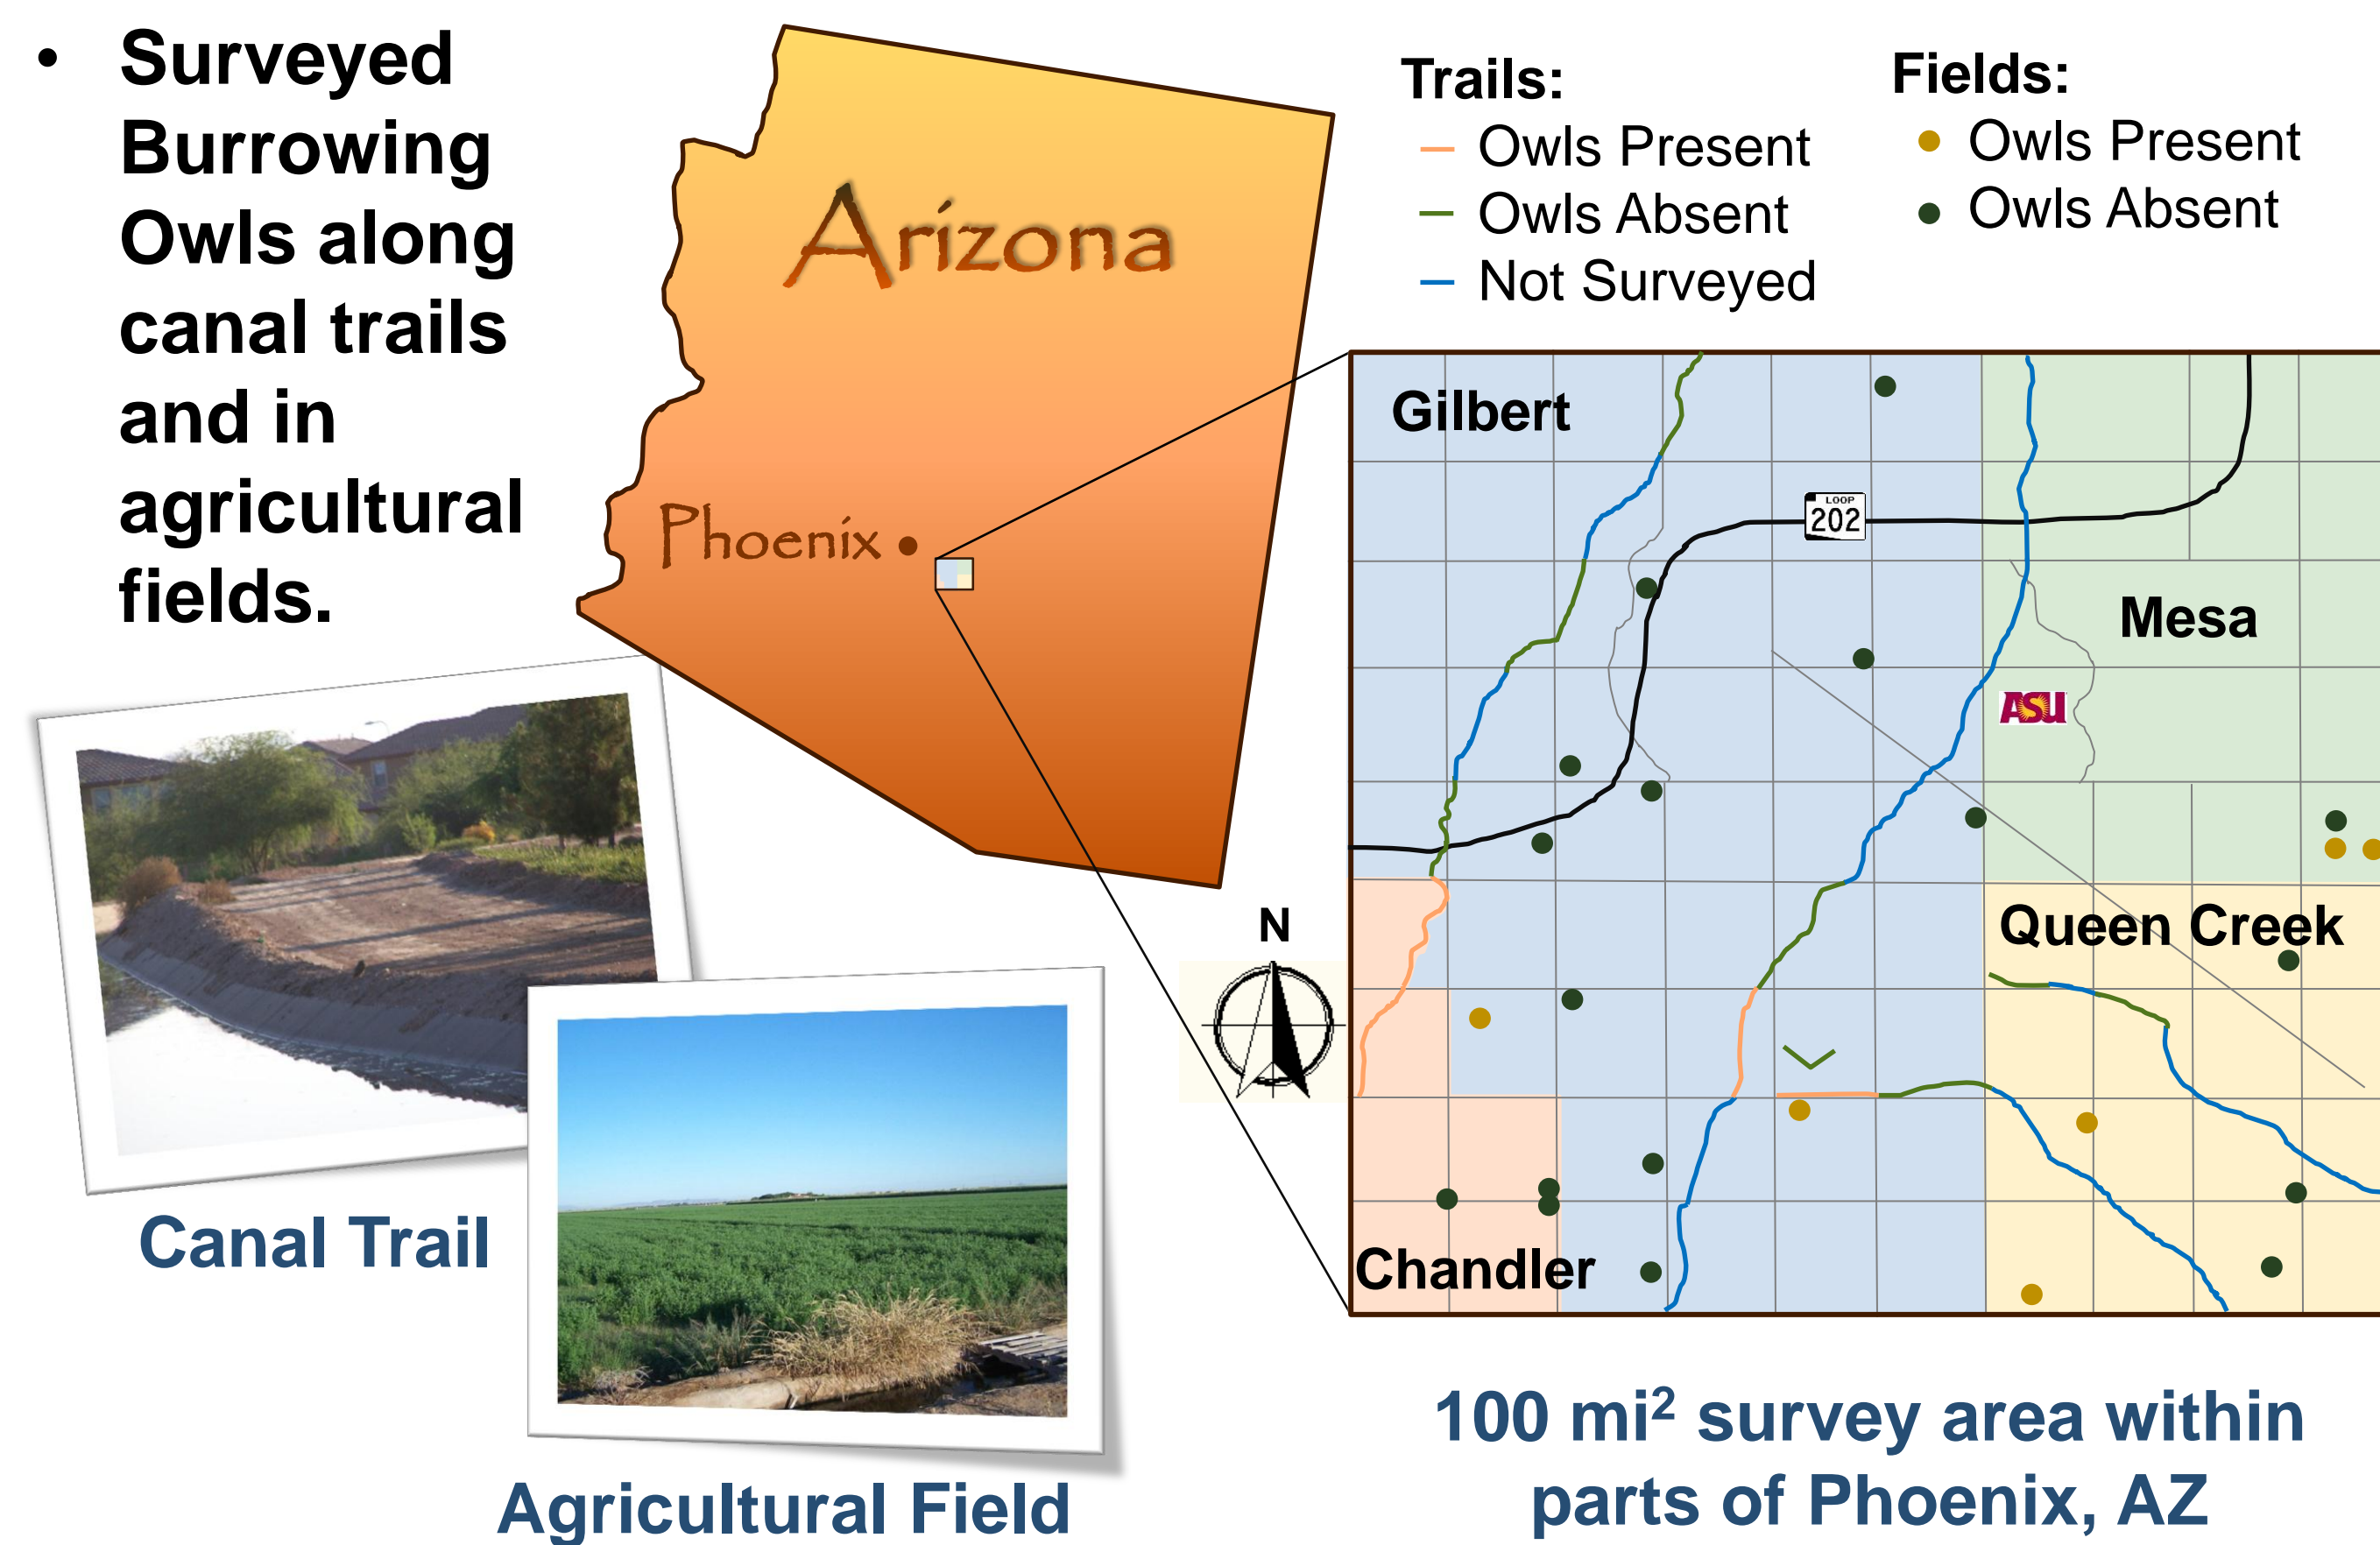 • Surveyed
Burrowing
Owls along
canal trails
and in
agricultural
fields.
Arizona
Phoenix
Trails:
Owls Present
Owls Absent
Not Surveyed
Fields:
Owls Present
Owls Absent
Gilbert
LOOP
202
Mesa
ASU
Queen Creek
Chandler
N
Canal Trail
Agricultural Field
100 mi² survey area within
parts of Phoenix, AZ